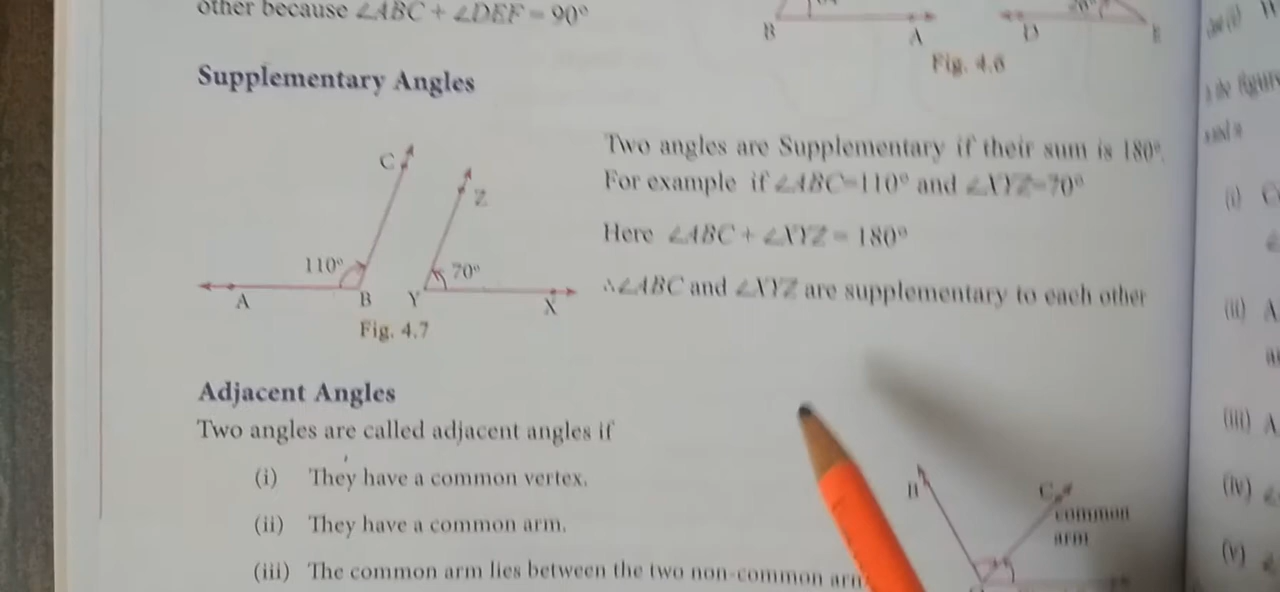 other because ∠ABC + ∠DEF = 90°
B
A
D
E
Fig. 4.6
Supplementary Angles
C
Z
110°
70°
A
B
Y
X
Fig. 4.7
Two angles are Supplementary if their sum is 180°.
For example if ∠ABC=110° and ∠XYZ=70°
Here ∠ABC + ∠XYZ = 180°
∴∠ABC and ∠XYZ are supplementary to each other
Adjacent Angles
Two angles are called adjacent angles if
(i) They have a common vertex.
(ii) They have a common arm.
(iii) The common arm lies between the two non-common
B
C
common
arm
(i)
(ii) A
(iii) A
(iv)
(v)